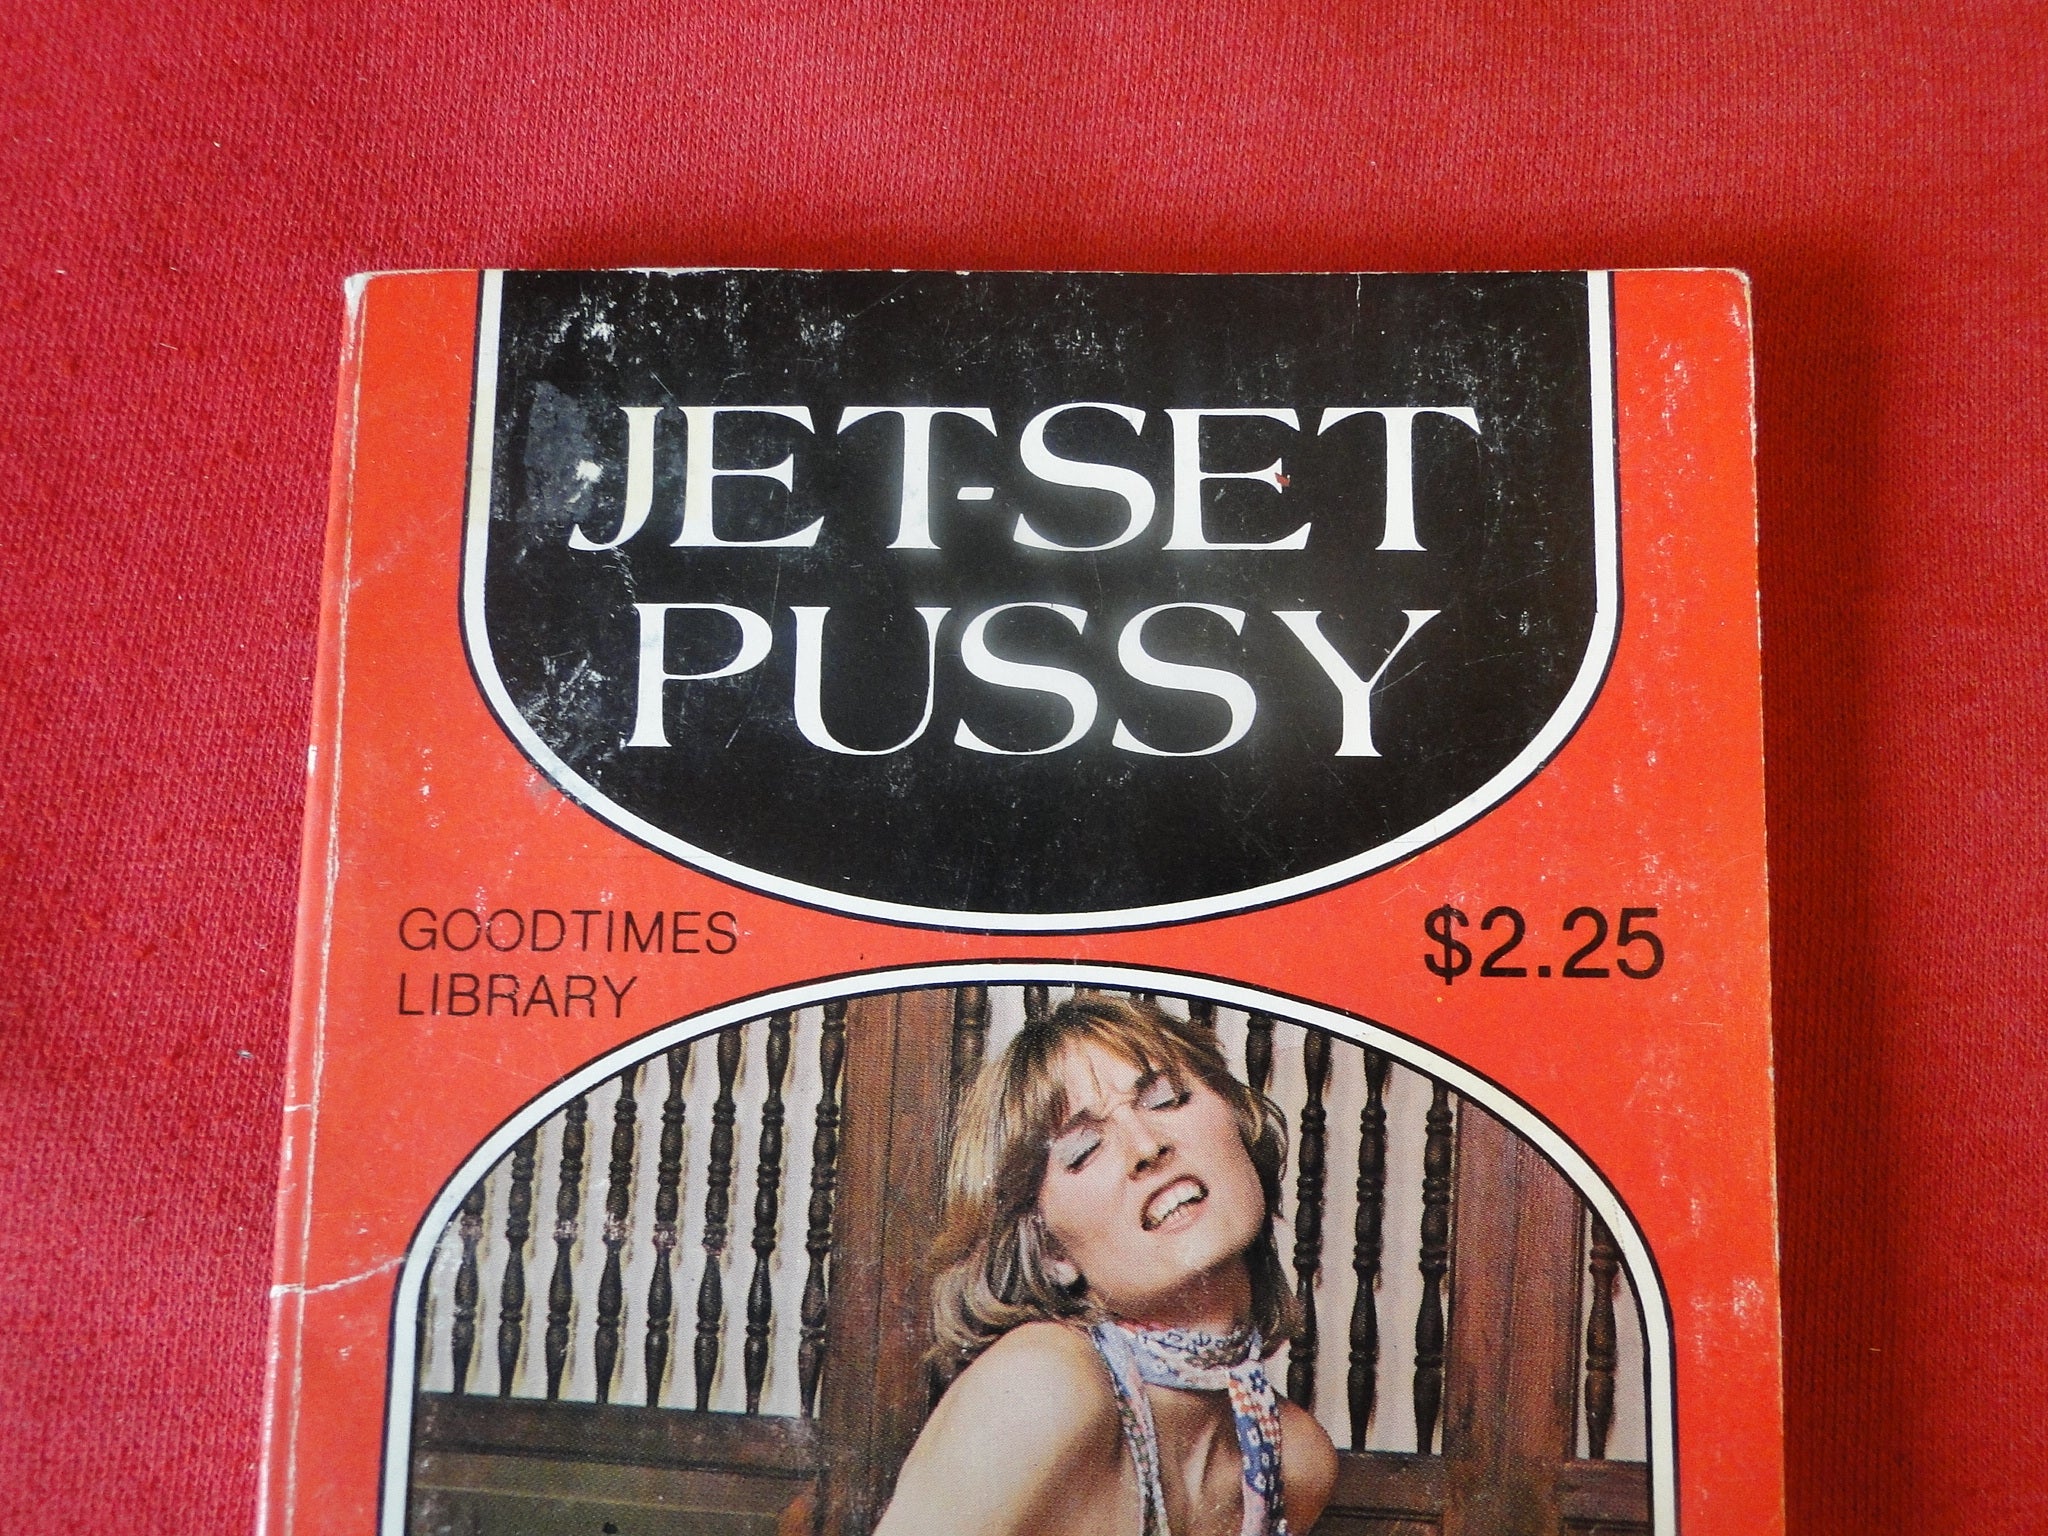 JET-SET
PUSSY
GOODTIMES
LIBRARY
$2.25